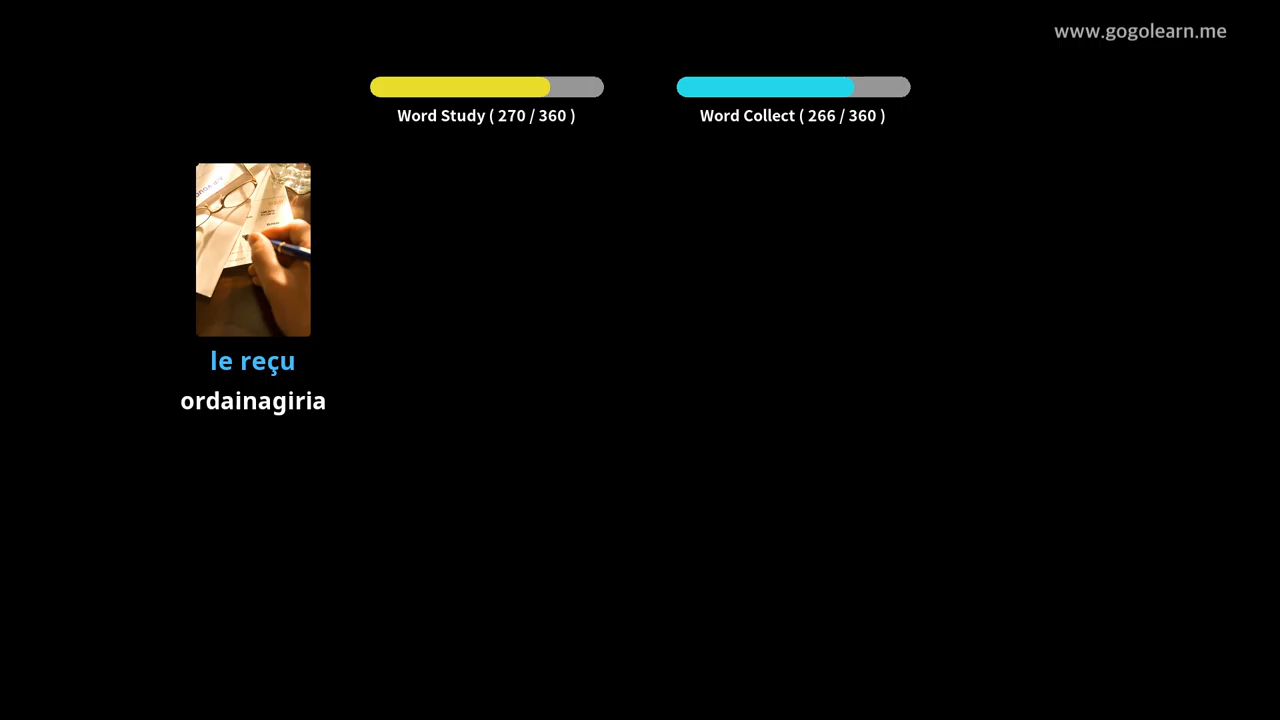 www.gogolearn.me
Word Study ( 270 / 360 )
Word Collect ( 266 / 360 )
le reçu
ordainagiria